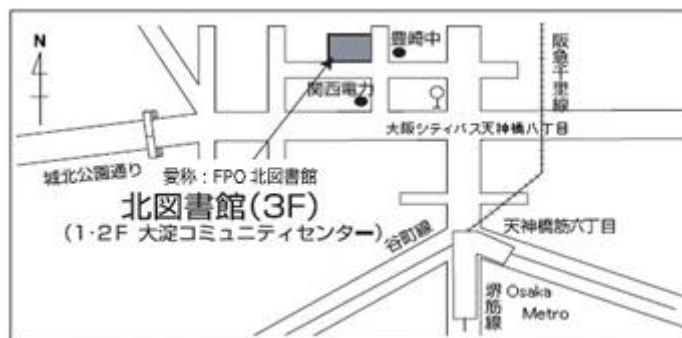 N
豊崎中
阪急千里線
関西電力
大阪シティバス天神橋八丁目
城北公園通り
愛称：FPO 北図書館
北図書館(3F)
(1・2F 大淀コミュニティセンター)
谷町線
天神橋筋六丁目
堺筋線
Osaka
Metro